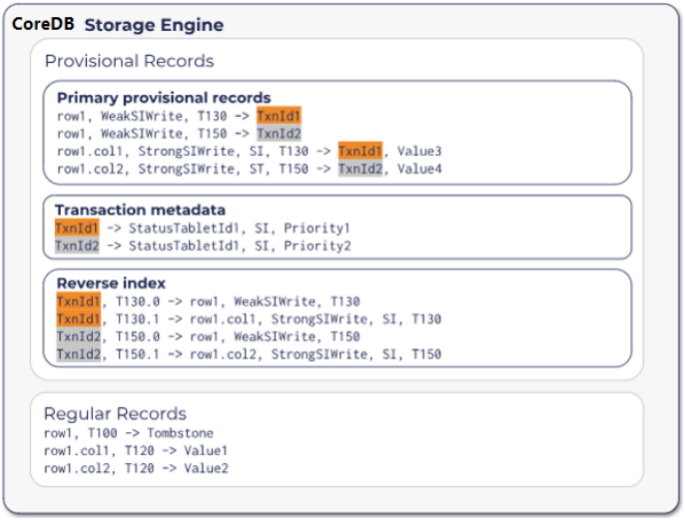 CoreDB Storage Engine
Provisional Records
Primary provisional records
row1, WeakSIWrite, T130 -> TxnId1
row1, WeakSIWrite, T150 -> TxnId2
row1.col1, StrongSIWrite, SI, T130 -> TxnId1, Value3
row1.col2, StrongSIWrite, ST, T150 -> TxnId2, Value4
Transaction metadata
TxnId1 -> StatusTabletId1, SI, Priority1
TxnId2 -> StatusTabletId1, SI, Priority2
Reverse index
TxnId1, T130.0 -> row1, WeakSIWrite, T130
TxnId1, T130.1 -> row1.col1, StrongSIWrite, SI, T130
TxnId2, T150.0 -> row1, WeakSIWrite, T150
TxnId2, T150.1 -> row1.col2, StrongSIWrite, SI, T150
Regular Records
row1, T100 -> Tombstone
row1.col1, T120 -> Value1
row1.col2, T120 -> Value2